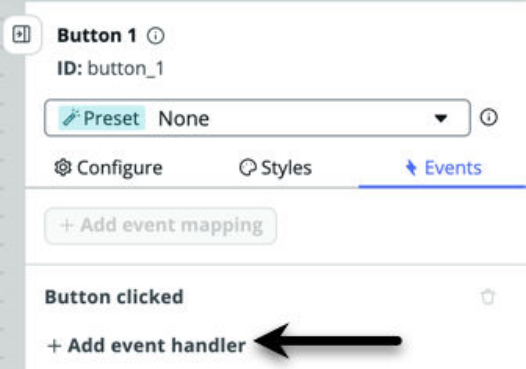 Button 1
ID: button_1
Preset None
Configure Styles Events
+ Add event mapping
Button clicked
+ Add event handler